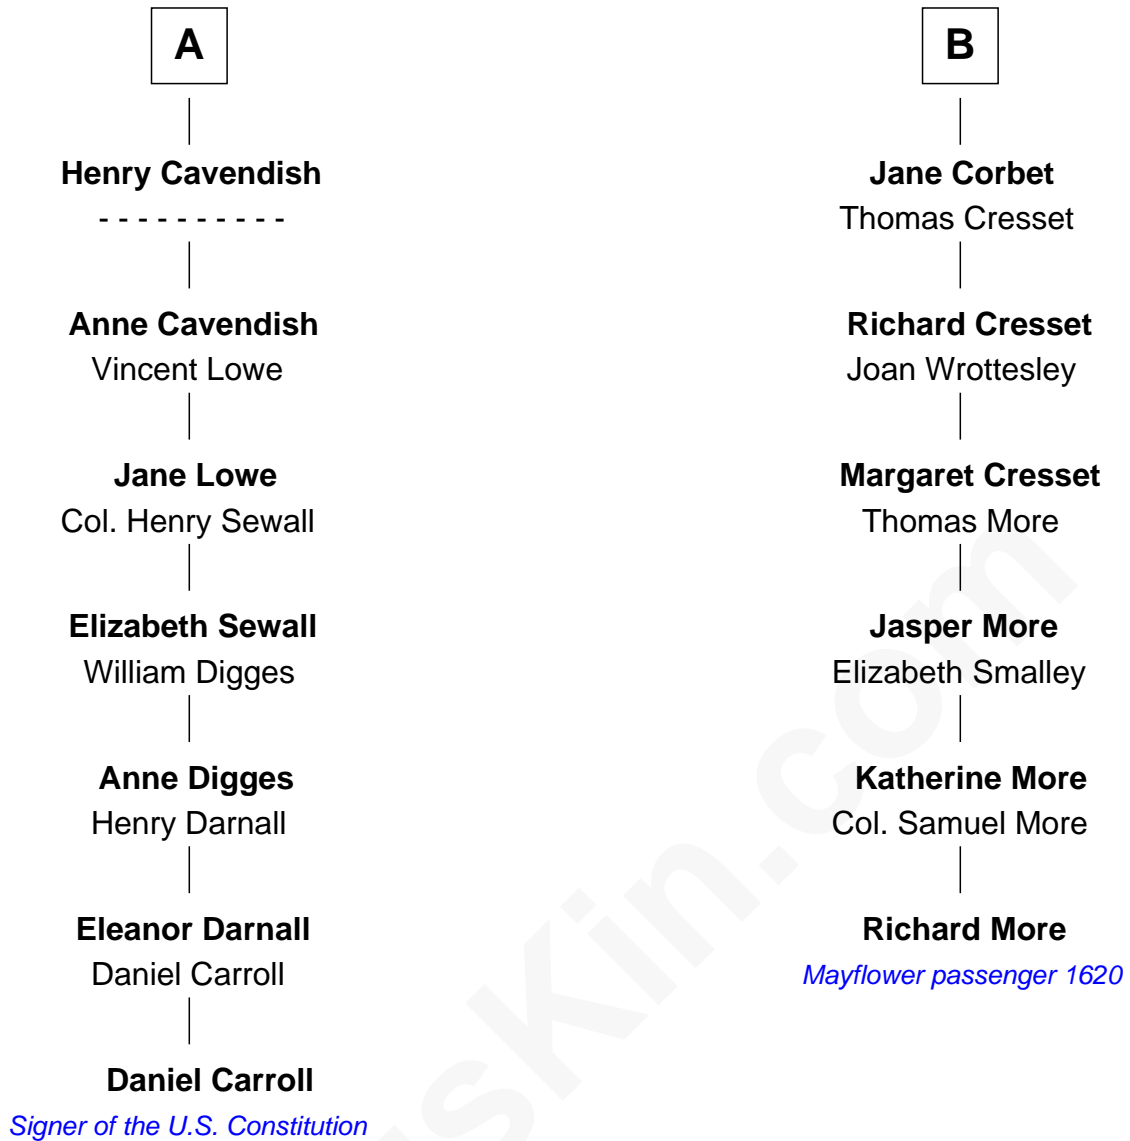 A
Henry Cavendish
- - - - - - - - - -
Anne Cavendish
Vincent Lowe
Jane Lowe
Col. Henry Sewall
Elizabeth Sewall
William Digges
Anne Digges
Henry Darnall
Eleanor Darnall
Daniel Carroll
Daniel Carroll
Signer of the U.S. Constitution
B
Jane Corbet
Thomas Cresset
Richard Cresset
Joan Wrottesley
Margaret Cresset
Thomas More
Jasper More
Elizabeth Smalley
Katherine More
Col. Samuel More
Richard More
Mayflower passenger 1620